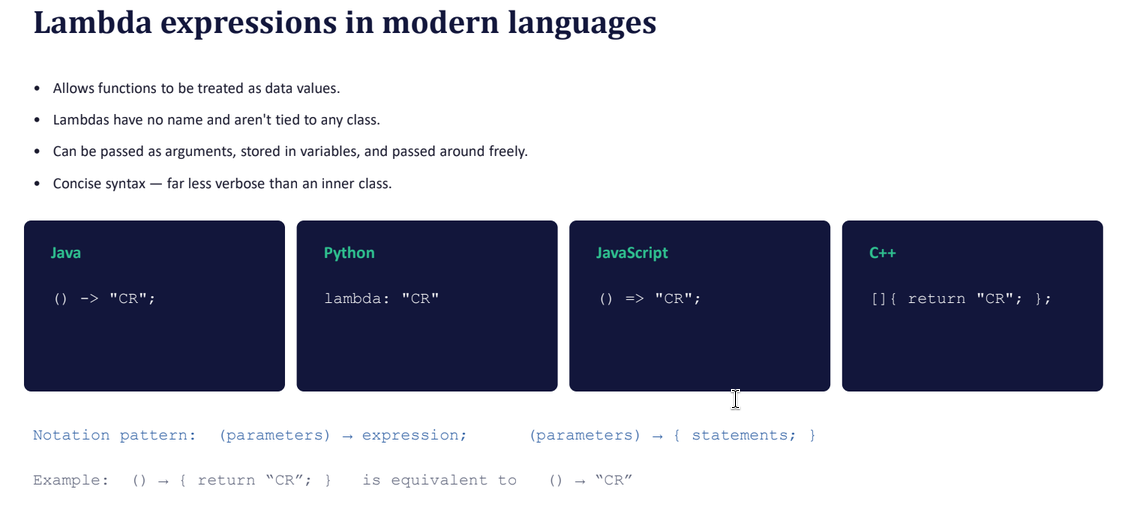 Lambda expressions in modern languages
• Allows functions to be treated as data values.
• Lambdas have no name and aren't tied to any class.
• Can be passed as arguments, stored in variables, and passed around freely.
• Concise syntax — far less verbose than an inner class.
Java
() -> "CR";
Python
lambda: "CR"
JavaScript
() => "CR";
C++
[]{ return "CR"; };
Notation pattern: (parameters) → expression; (parameters) → { statements; }
Example: () → { return “CR”; } is equivalent to () → “CR”